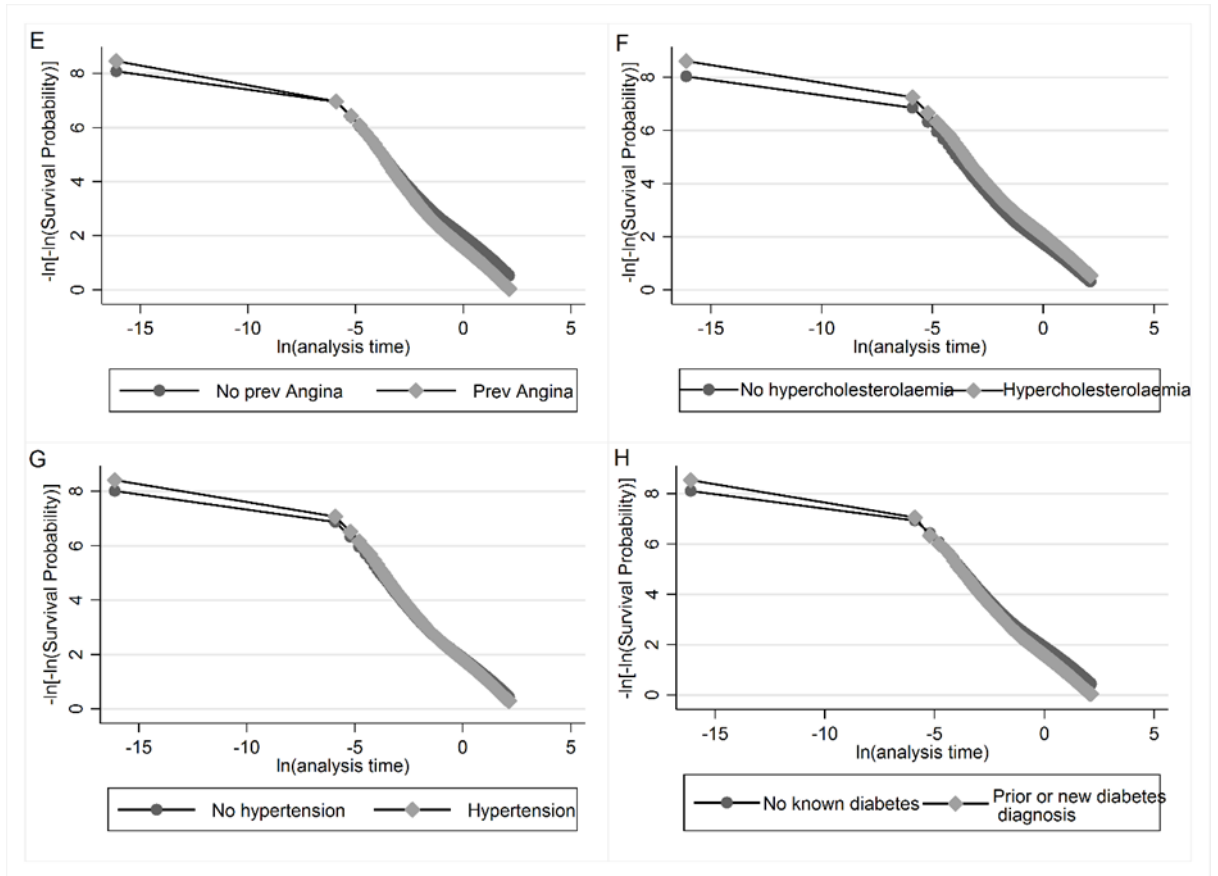 E
-ln[-ln(Survival Probability)]
8
6
4
2
0
-15 -10 -5 0 5
ln(analysis time)
No prev Angina Prev Angina
F
-ln[-ln(Survival Probability)]
8
6
4
2
0
-15 -10 -5 0 5
ln(analysis time)
No hypercholesterolaemia Hypercholesterolaemia
G
-ln[-ln(Survival Probability)]
8
6
4
2
0
-15 -10 -5 0 5
ln(analysis time)
No hypertension Hypertension
H
-ln[-ln(Survival Probability)]
8
6
4
2
0
-15 -10 -5 0 5
ln(analysis time)
No known diabetes Prior or new diabetes
diagnosis